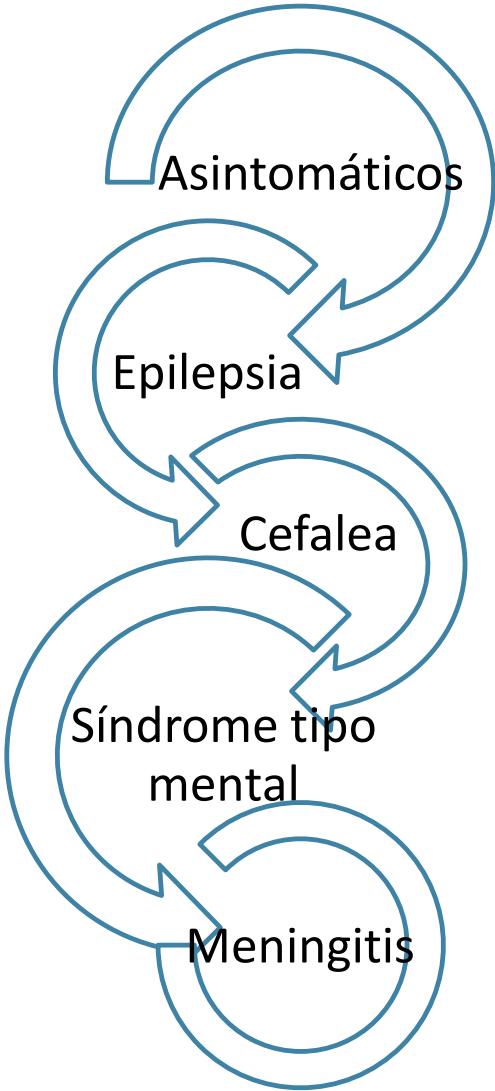 Asintomáticos
Epilepsia
Cefalea
Síndrome tipo
mental
Meningitis